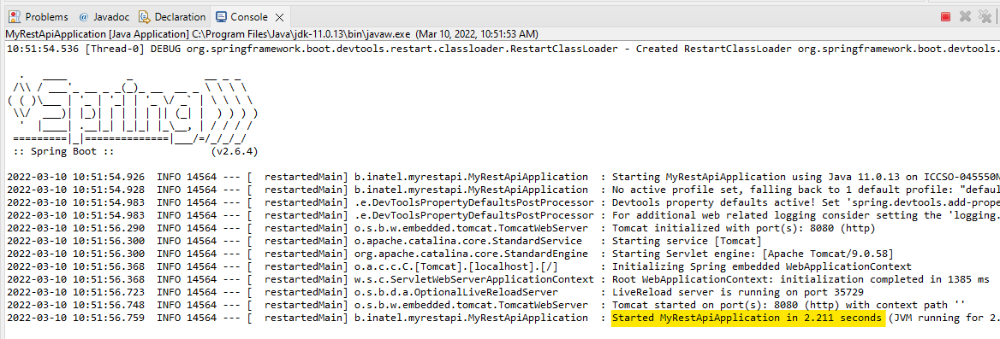 Problems @ Javadoc Declaration Console
MyRestApiApplication [Java Application] C:\Program Files\Java\jdk-11.0.13\bin\javaw.exe (Mar 10, 2022, 10:51:53 AM)
10:51:54.536 [Thread-0] DEBUG org.springframework.boot.devtools.restart.classloader.RestartClassLoader - Created RestartClassLoader org.springframework.boot.devtools.
Spring
:: Spring Boot :: (v2.6.4)
2022-03-10 10:51:54.926 INFO 14564 --- [ restartedMain] b.inatel.myrestapi.MyRestApiApplication : Starting MyRestApiApplication using Java 11.0.13 on ICCSO-045550N
2022-03-10 10:51:54.928 INFO 14564 --- [ restartedMain] b.inatel.myrestapi.MyRestApiApplication : No active profile set, falling back to 1 default profile: "defaul
2022-03-10 10:51:54.983 INFO 14564 --- [ restartedMain] .e.DevToolsPropertyDefaultsPostProcessor : Devtools property defaults active! Set 'spring.devtools.add-prope
2022-03-10 10:51:54.983 INFO 14564 --- [ restartedMain] .e.DevToolsPropertyDefaultsPostProcessor : For additional web related logging consider setting the 'logging.
2022-03-10 10:51:56.290 INFO 14564 --- [ restartedMain] o.s.b.w.embedded.tomcat.TomcatWebServer : Tomcat initialized with port(s): 8080 (http)
2022-03-10 10:51:56.300 INFO 14564 --- [ restartedMain] o.apache.catalina.core.StandardService : Starting service [Tomcat]
2022-03-10 10:51:56.300 INFO 14564 --- [ restartedMain] org.apache.catalina.core.StandardEngine : Starting Servlet engine: [Apache Tomcat/9.0.58]
2022-03-10 10:51:56.368 INFO 14564 --- [ restartedMain] o.a.c.c.C.[Tomcat].[localhost].[/] : Initializing Spring embedded WebApplicationContext
2022-03-10 10:51:56.368 INFO 14564 --- [ restartedMain] w.s.c.ServletWebServerApplicationContext : Root WebApplicationContext: initialization completed in 1385 ms
2022-03-10 10:51:56.723 INFO 14564 --- [ restartedMain] o.s.b.d.a.OptionalLiveReloadServer : LiveReload server is running on port 35729
2022-03-10 10:51:56.748 INFO 14564 --- [ restartedMain] o.s.b.w.embedded.tomcat.TomcatWebServer : Tomcat started on port(s): 8080 (http) with context path ''
2022-03-10 10:51:56.759 INFO 14564 --- [ restartedMain] b.inatel.myrestapi.MyRestApiApplication : Started MyRestApiApplication in 2.211 seconds (JVM running for 2.